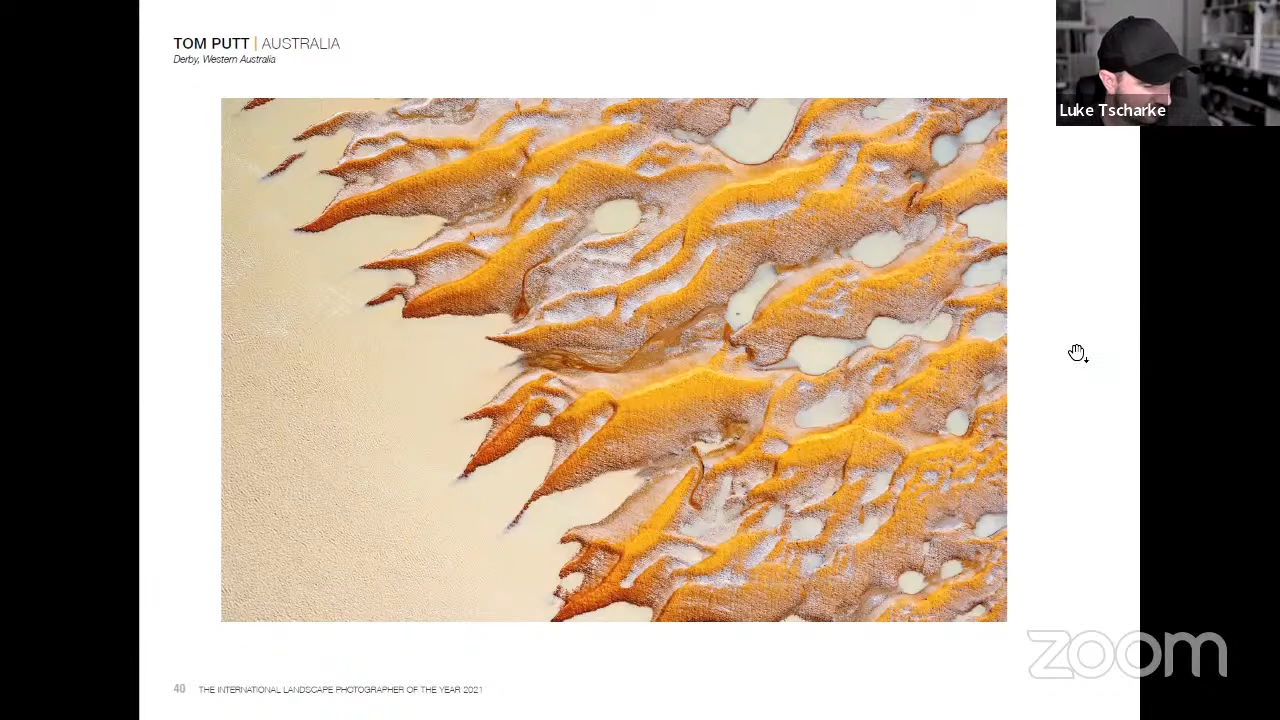 TOM PUTT | AUSTRALIA
Derby, Western Australia
Luke Tscharke
zoom
40 THE INTERNATIONAL LANDSCAPE PHOTOGRAPHER OF THE YEAR 2021